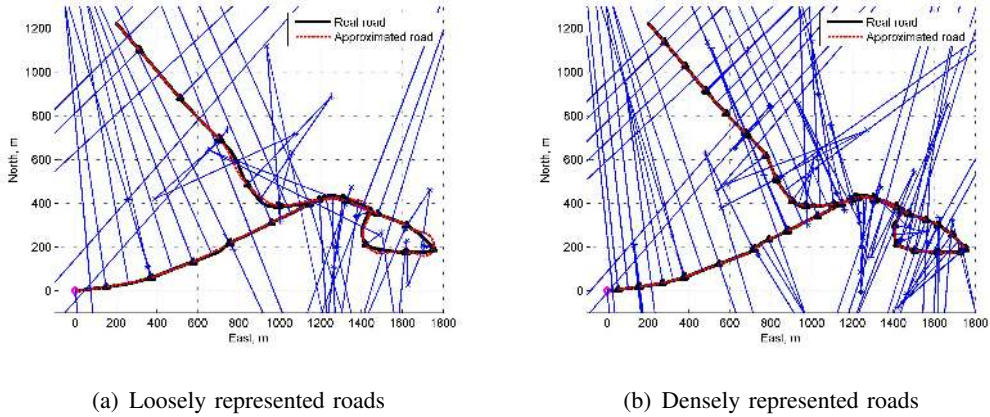 Real road
Approximated road
1200
1000
800
600
400
200
0
North, m
0 200 400 600 800 1000 1200 1400 1600 1800
East, m
(a) Loosely represented roads
Real road
Approximated road
1200
1000
800
600
400
200
0
North, m
0 200 400 600 800 1000 1200 1400 1600 1800
East, m
(b) Densely represented roads